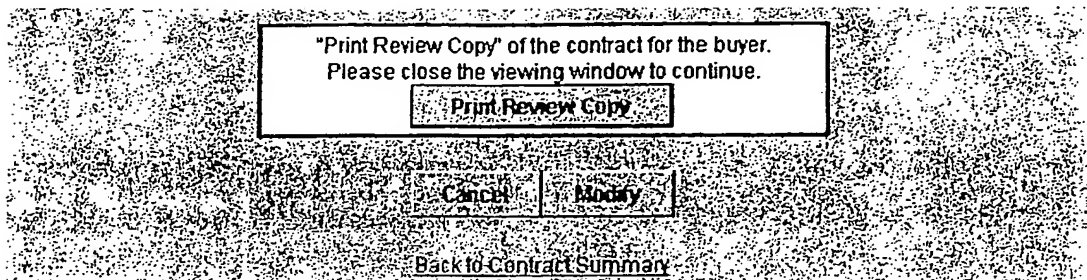 "Print Review Copy" of the contract for the buyer.
Please close the viewing window to continue.
Print Review Copy
Cancel Modify
Back to Contract Summary